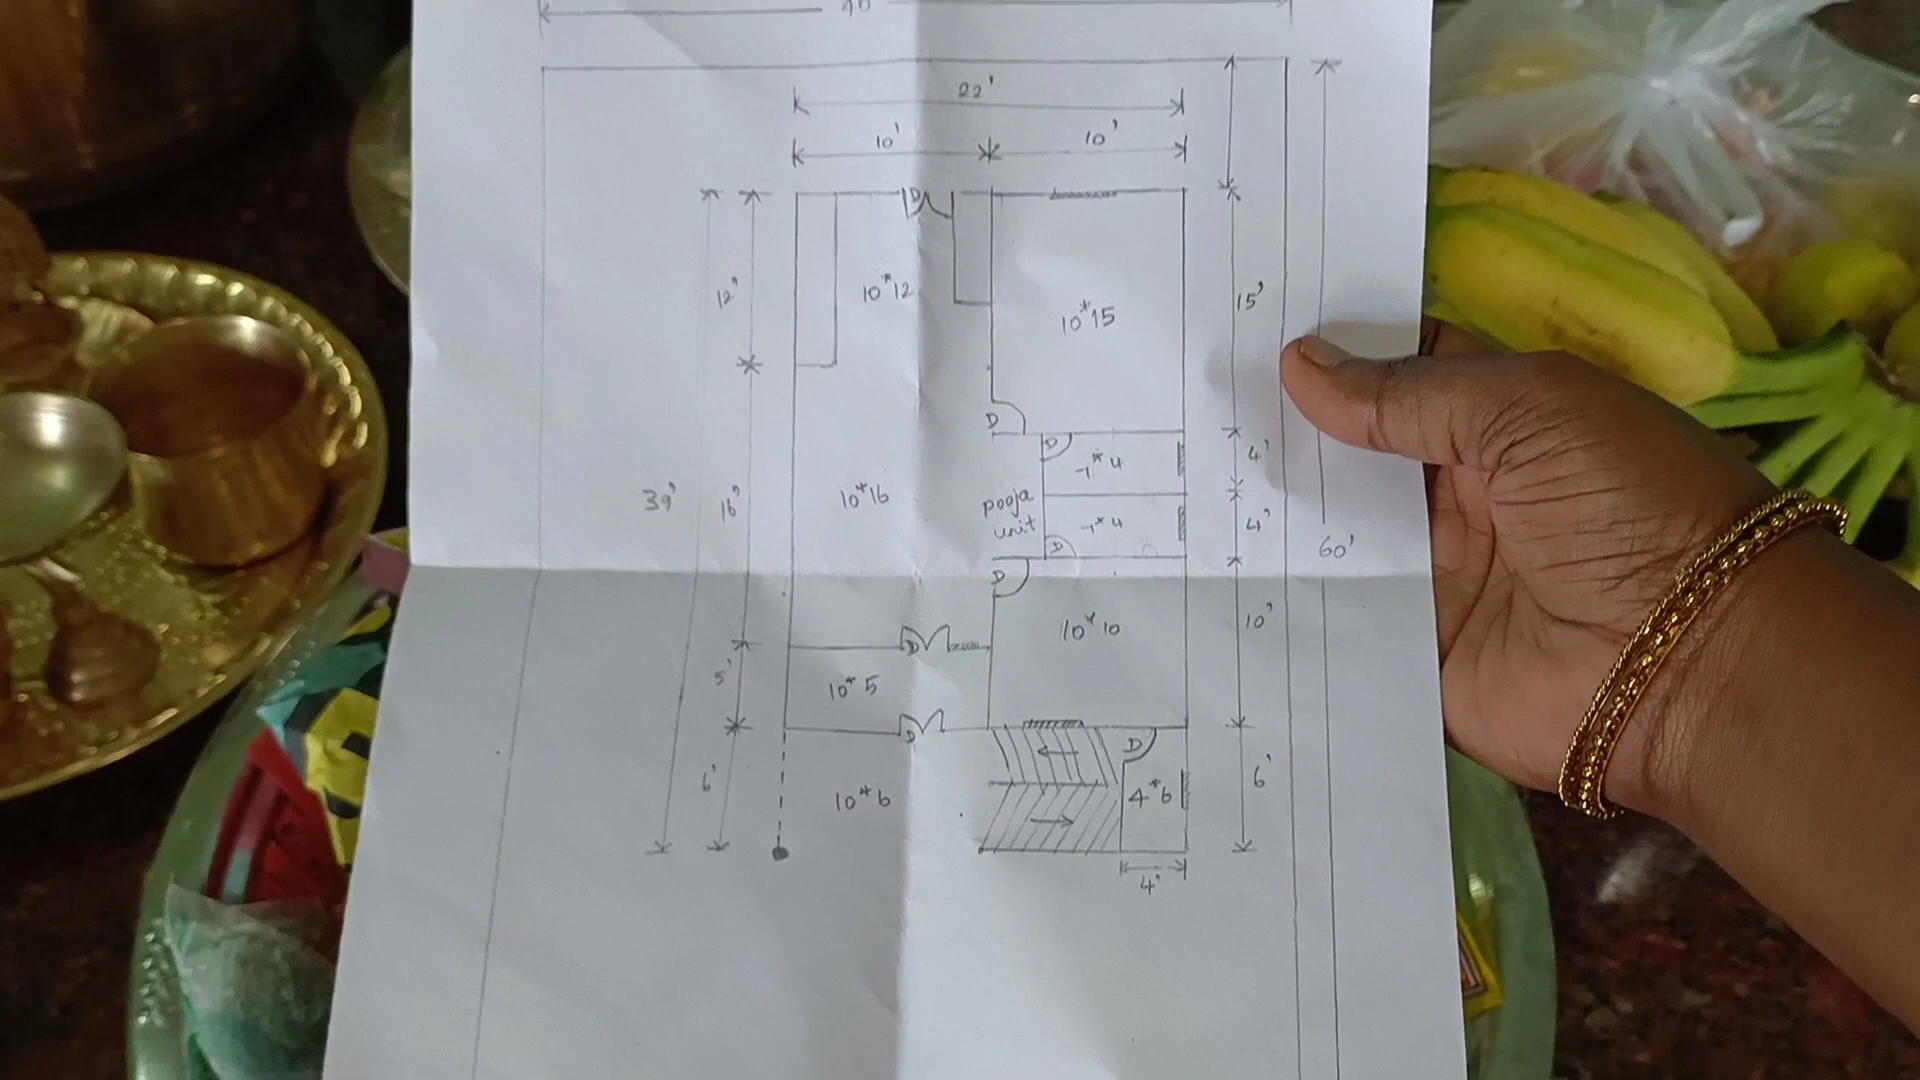 22'
10' 10'
D
12' 10*12 10*15 15'
D
D 7*4 4'
39' 16' 10*16 pooja
unit 7*4 4' 60'
D
D 10*10 10'
D
5' 10*5
D D
6' 10*6 4*6 6'
4'